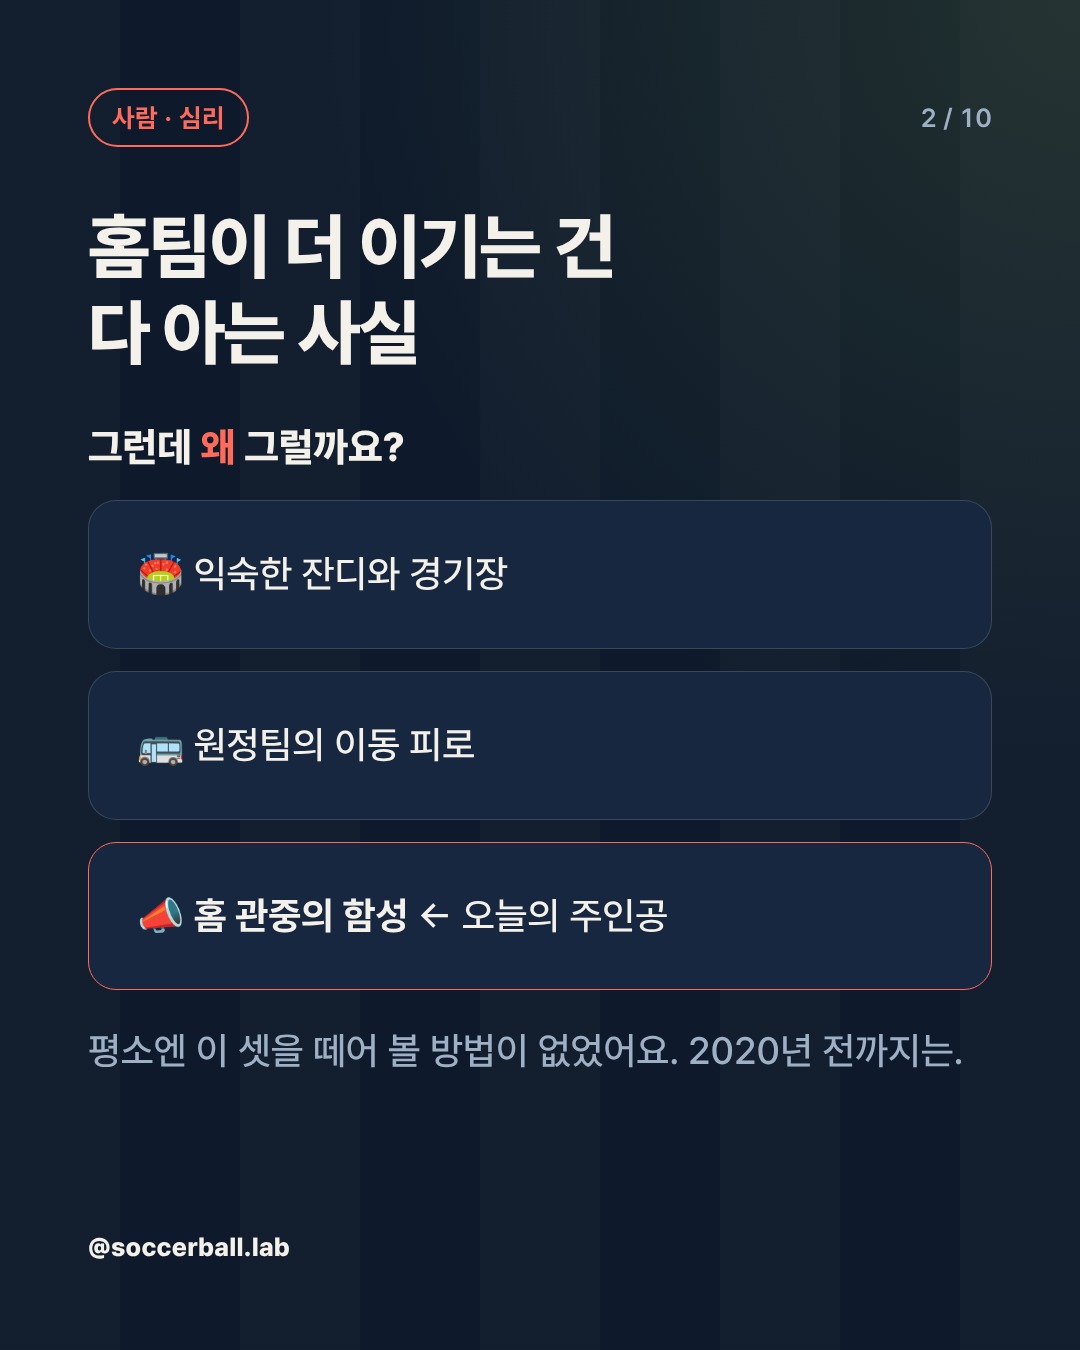 사람 · 심리
2 / 10
홈팀이 더 이기는 건
다 아는 사실
그런데 왜 그럴까요?
🏟️ 익숙한 잔디와 경기장
🚌 원정팀의 이동 피로
📣 홈 관중의 함성 ← 오늘의 주인공
평소엔 이 셋을 떼어 볼 방법이 없었어요. 2020년 전까지는.
@soccerball.lab